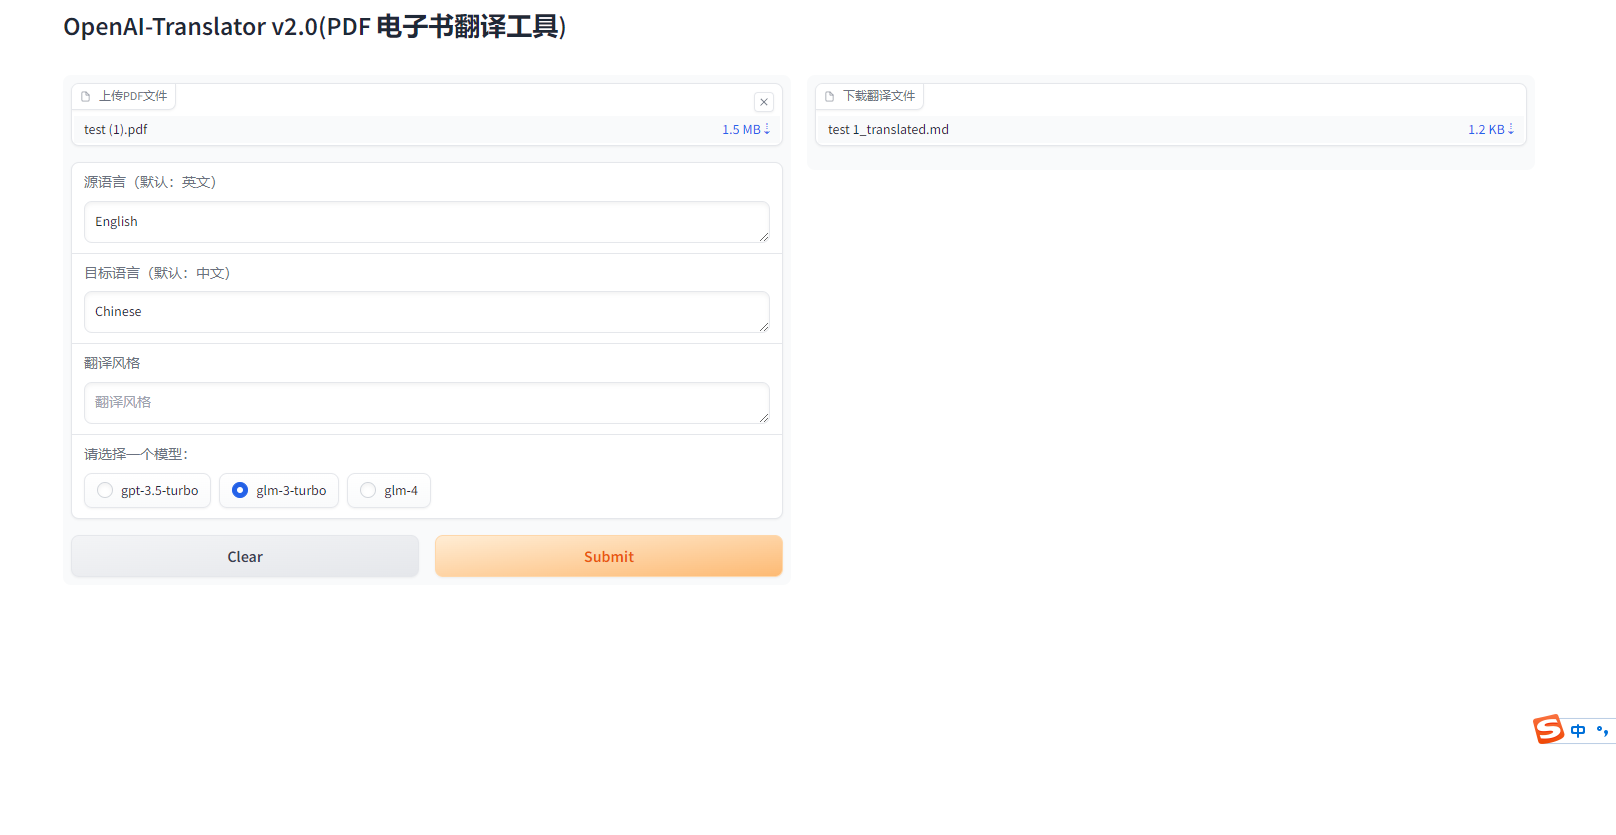 OpenAI-Translator v2.0(PDF 电子书翻译工具)
上传PDF文件
test (1).pdf
1.5 MB⇣
源语言（默认：英文）
English
目标语言（默认：中文）
Chinese
翻译风格
翻译风格
请选择一个模型：
gpt-3.5-turbo
glm-3-turbo
glm-4
Clear
Submit
下载翻译文件
test 1_translated.md
1.2 KB⇣
中